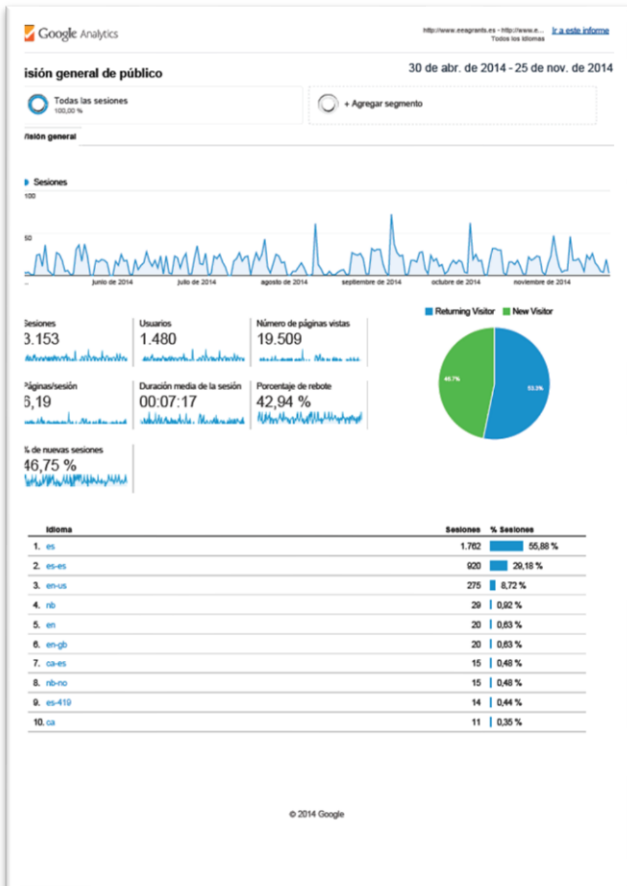 Google Analytics
http://www.eeagrants.es - http://www.e...
Ir a este informe
Todos los idiomas
isión general de público
30 de abr. de 2014 - 25 de nov. de 2014
Todas las sesiones
100,00 %
+ Agregar segmento
Visión general
Sesiones
100
50
...
junio de 2014
julio de 2014
agosto de 2014
septiembre de 2014
octubre de 2014
noviembre de 2014
Returning Visitor
New Visitor
Sesiones
3.153
Usuarios
1.480
Número de páginas vistas
19.509
46.7%
53.3%
Páginas/sesión
6,19
Duración media de la sesión
00:07:17
Porcentaje de rebote
42,94 %
% de nuevas sesiones
46,75 %
Idioma Sesiones % Sesiones
1. es 1.762 55,88 %
2. es-es 920 29,18 %
3. en-us 275 8,72 %
4. nb 29 0,92 %
5. en 20 0,63 %
6. en-gb 20 0,63 %
7. ca-es 15 0,48 %
8. nb-no 15 0,48 %
9. es-419 14 0,44 %
10. ca 11 0,35 %
© 2014 Google